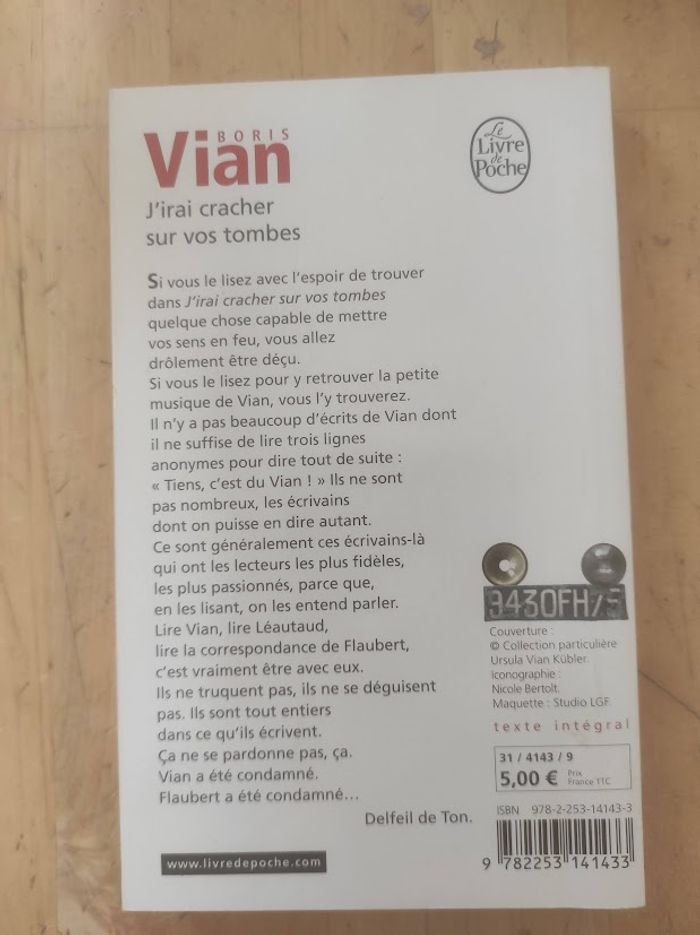 BORIS
Vian
J'irai cracher
sur vos tombes
Le
Livre
de
Poche
Si vous le lisez avec l'espoir de trouver
dans J'irai cracher sur vos tombes
quelque chose capable de mettre
vos sens en feu, vous allez
drôlement être déçu.
Si vous le lisez pour y retrouver la petite
musique de Vian, vous l'y trouverez.
Il n'y a pas beaucoup d'écrits de Vian dont
il ne suffise de lire trois lignes
anonymes pour dire tout de suite :
« Tiens, c'est du Vian ! » Ils ne sont
pas nombreux, les écrivains
dont on puisse en dire autant.
Ce sont généralement ces écrivains-là
qui ont les lecteurs les plus fidèles,
les plus passionnés, parce que,
en les lisant, on les entend parler.
Lire Vian, lire Léautaud,
lire la correspondance de Flaubert,
c'est vraiment être avec eux.
Ils ne truquent pas, ils ne se déguisent
pas. Ils sont tout entiers
dans ce qu'ils écrivent.
Ça ne se pardonne pas, ça.
Vian a été condamné.
Flaubert a été condamné...
Delfeil de Ton.
www.livredepoche.com
9430FH75
Couverture :
© Collection particulière
Ursula Vian Kübler.
Iconographie :
Nicole Bertolt.
Maquette : Studio LGF.
texte intégral
31 / 4143 / 9
5,00 € Prix
France TTC
ISBN 978-2-253-14143-3
9 782253 141433